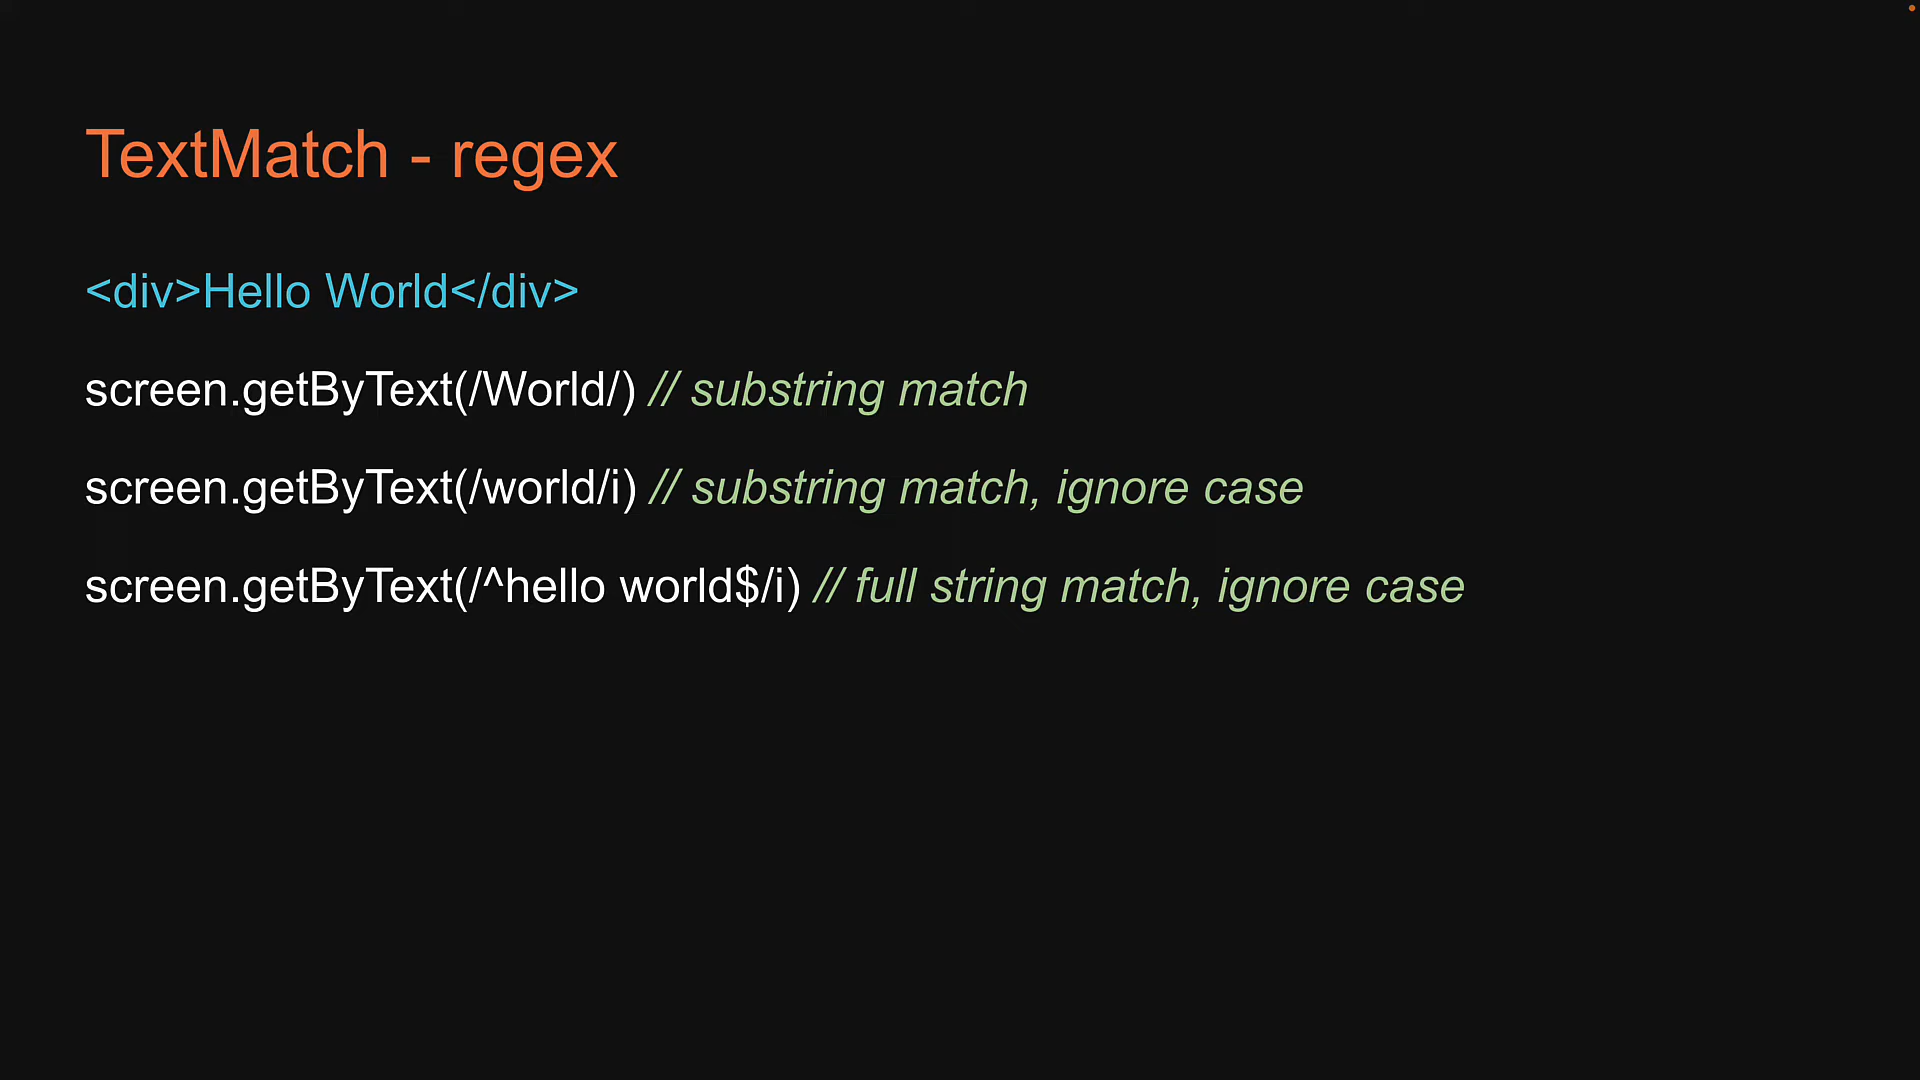 TextMatch - regex
<div>Hello World</div>
screen.getByText(/World/) // substring match
screen.getByText(/world/i) // substring match, ignore case
screen.getByText(/^hello world$/i) // full string match, ignore case